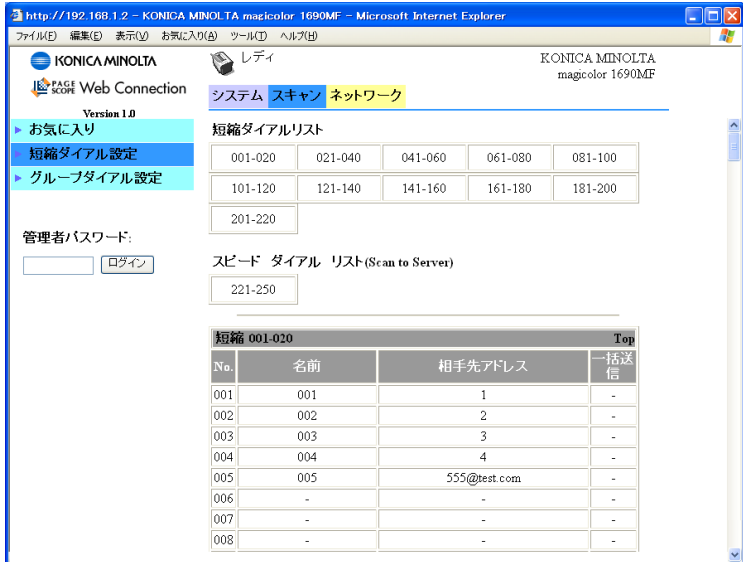 http://192.168.1.2 - KONICA MINOLTA magicolor 1690MF - Microsoft Internet Explorer
ファイル(F) 編集(E) 表示(V) お気に入り(A) ツール(T) ヘルプ(H)
KONICA MINOLTA
PAGE SCOPE Web Connection
Version 1.0
レディ
KONICA MINOLTA
magicolor 1690MF
システム スキャン ネットワーク
お気に入り
短縮ダイアル設定
グループダイアル設定
管理者パスワード:
ログイン
短縮ダイアルリスト
001-020 021-040 041-060 061-080 081-100
101-120 121-140 141-160 161-180 181-200
201-220
スピード ダイアル リスト(Scan to Server)
221-250
短縮 001-020 Top
No. 名前 相手先アドレス 一括送信
001 001 1 -
002 002 2 -
003 003 3 -
004 004 4 -
005 005 555@test.com -
006 - - -
007 - - -
008 - - -